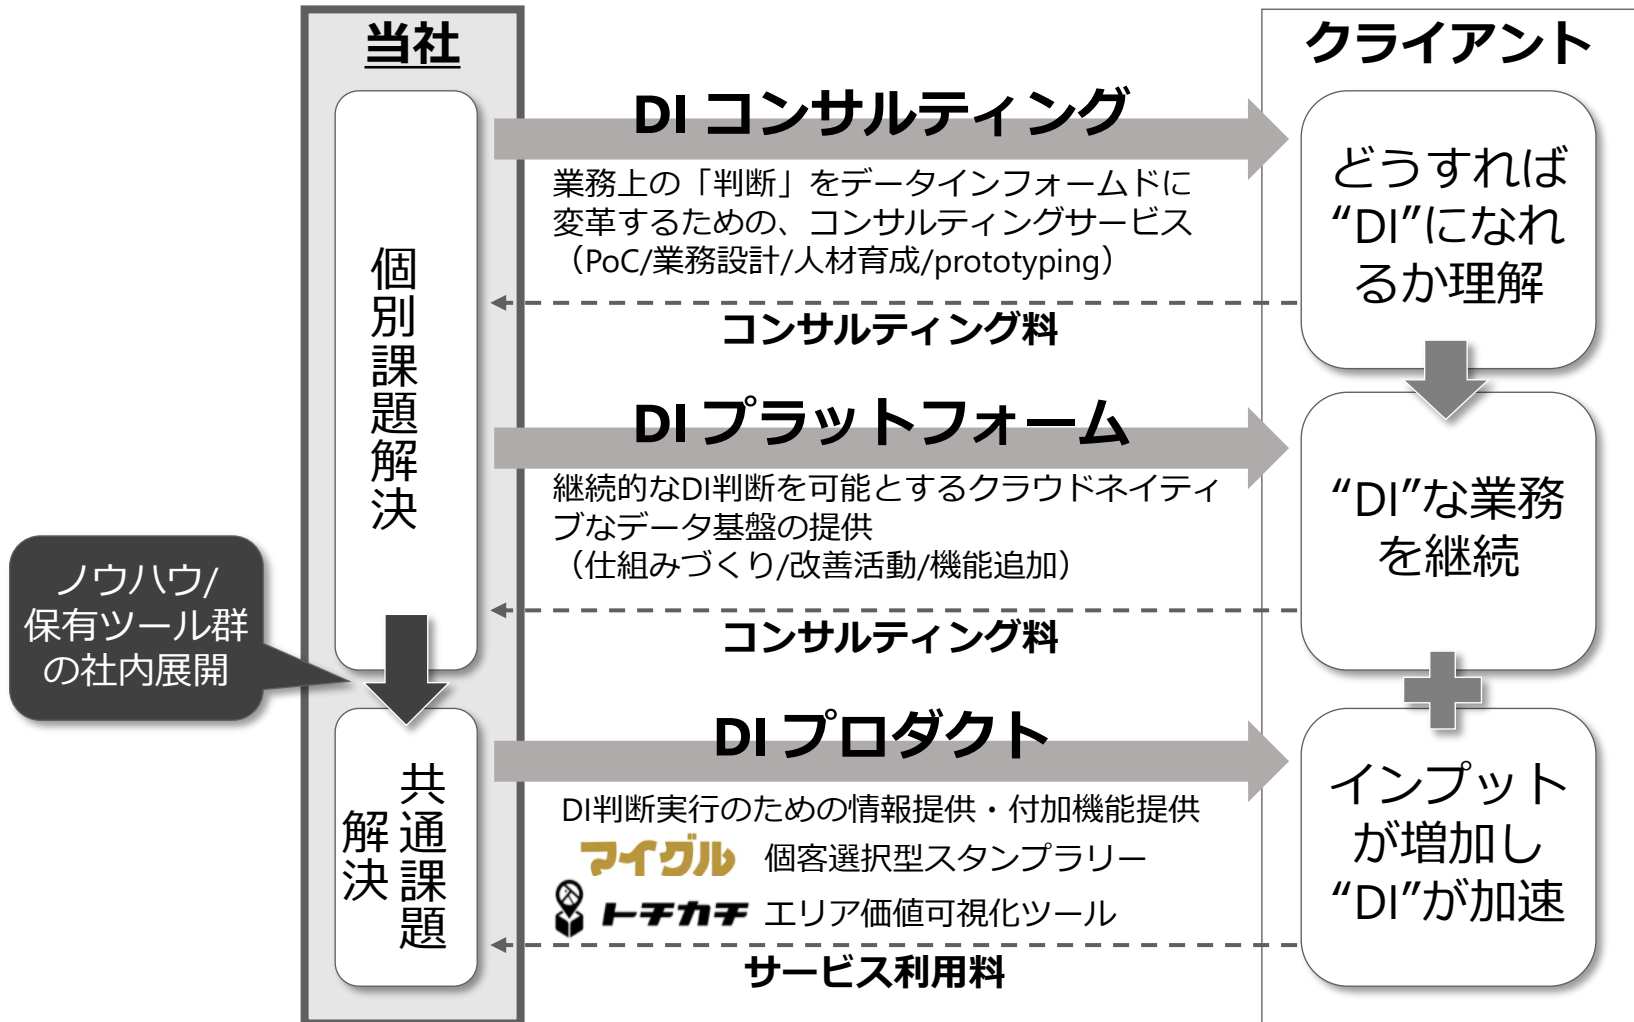 当社
クライアント
個別課題解決
ノウハウ/
保有ツール群
の社内展開
共通課題
解決
DI コンサルティング
業務上の「判断」をデータインフォームドに
変革するための、コンサルティングサービス
（PoC/業務設計/人材育成/prototyping）
コンサルティング料
どうすれば
“DI”になれ
るか理解
DI プラットフォーム
継続的なDI判断を可能とするクラウドネイティ
ブなデータ基盤の提供
（仕組みづくり/改善活動/機能追加）
コンサルティング料
“DI”な業務
を継続
DI プロダクト
DI判断実行のための情報提供・付加機能提供
マイグル 個客選択型スタンプラリー
トチカチ エリア価値可視化ツール
サービス利用料
インプット
が増加し
“DI”が加速